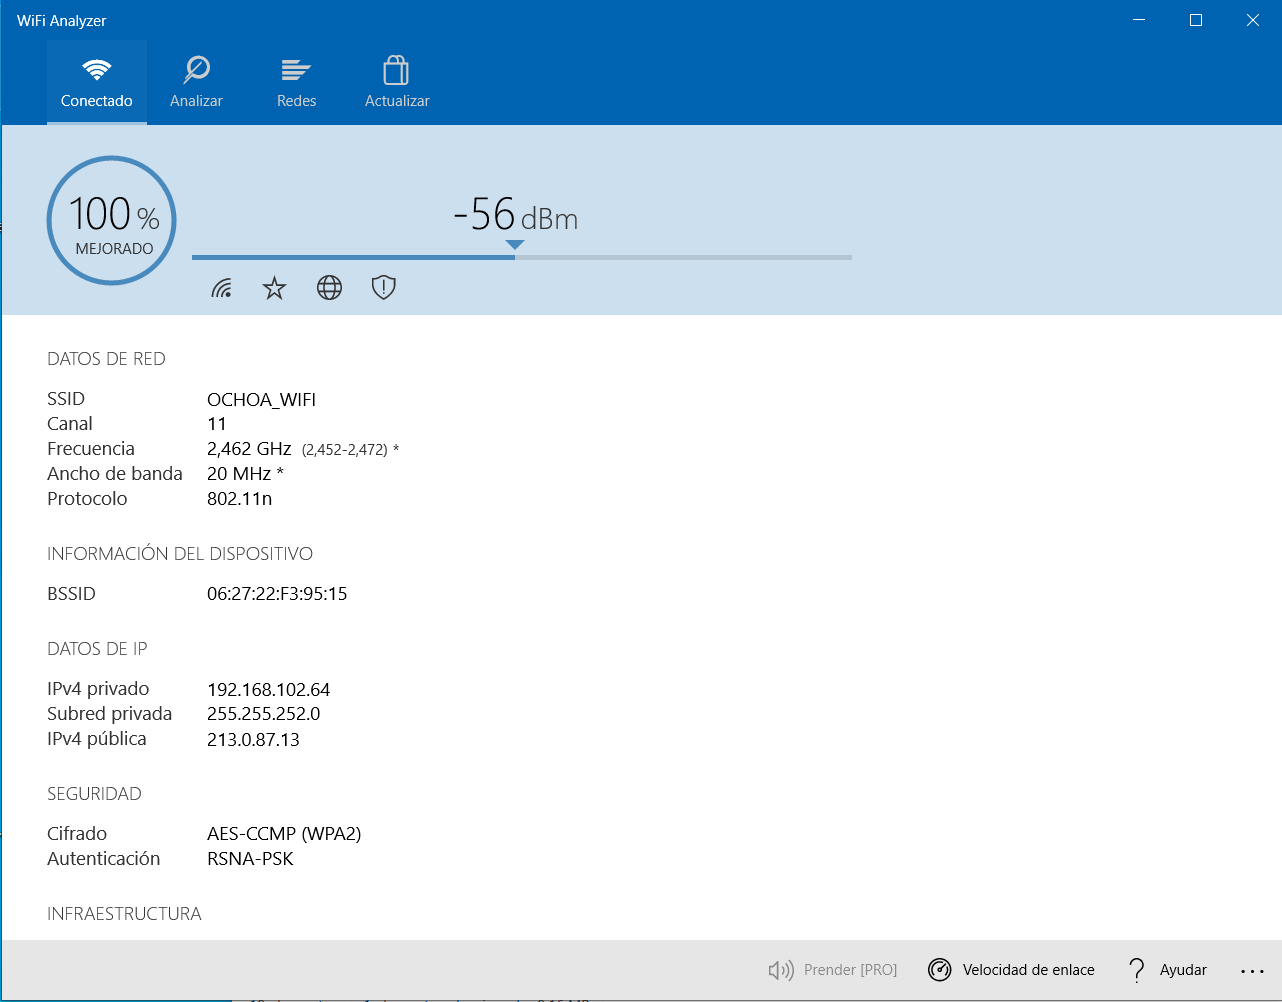 WiFi Analyzer
Conectado
Analizar
Redes
Actualizar
100 %
MEJORADO
-56 dBm
DATOS DE RED
SSID OCHOA_WIFI
Canal 11
Frecuencia 2,462 GHz (2,452-2,472) *
Ancho de banda 20 MHz *
Protocolo 802.11n
INFORMACIÓN DEL DISPOSITIVO
BSSID 06:27:22:F3:95:15
DATOS DE IP
IPv4 privado 192.168.102.64
Subred privada 255.255.252.0
IPv4 pública 213.0.87.13
SEGURIDAD
Cifrado AES-CCMP (WPA2)
Autenticación RSNA-PSK
INFRAESTRUCTURA
Prender [PRO]
Velocidad de enlace
Ayudar